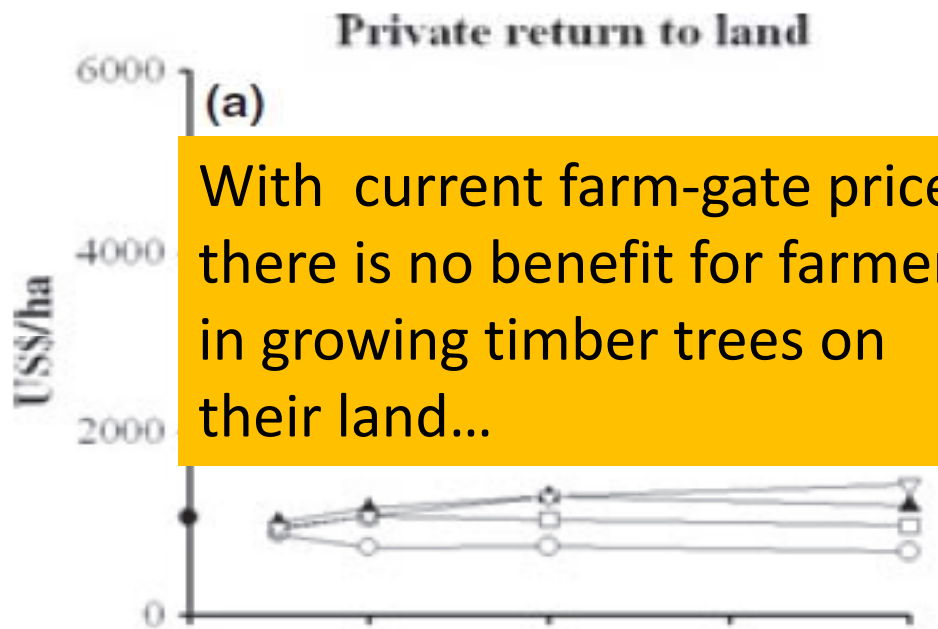 Private return to land
6000
(a)
With current farm-gate price
there is no benefit for farmer
in growing timber trees on
their land...
4000
US$/ha
2000
0